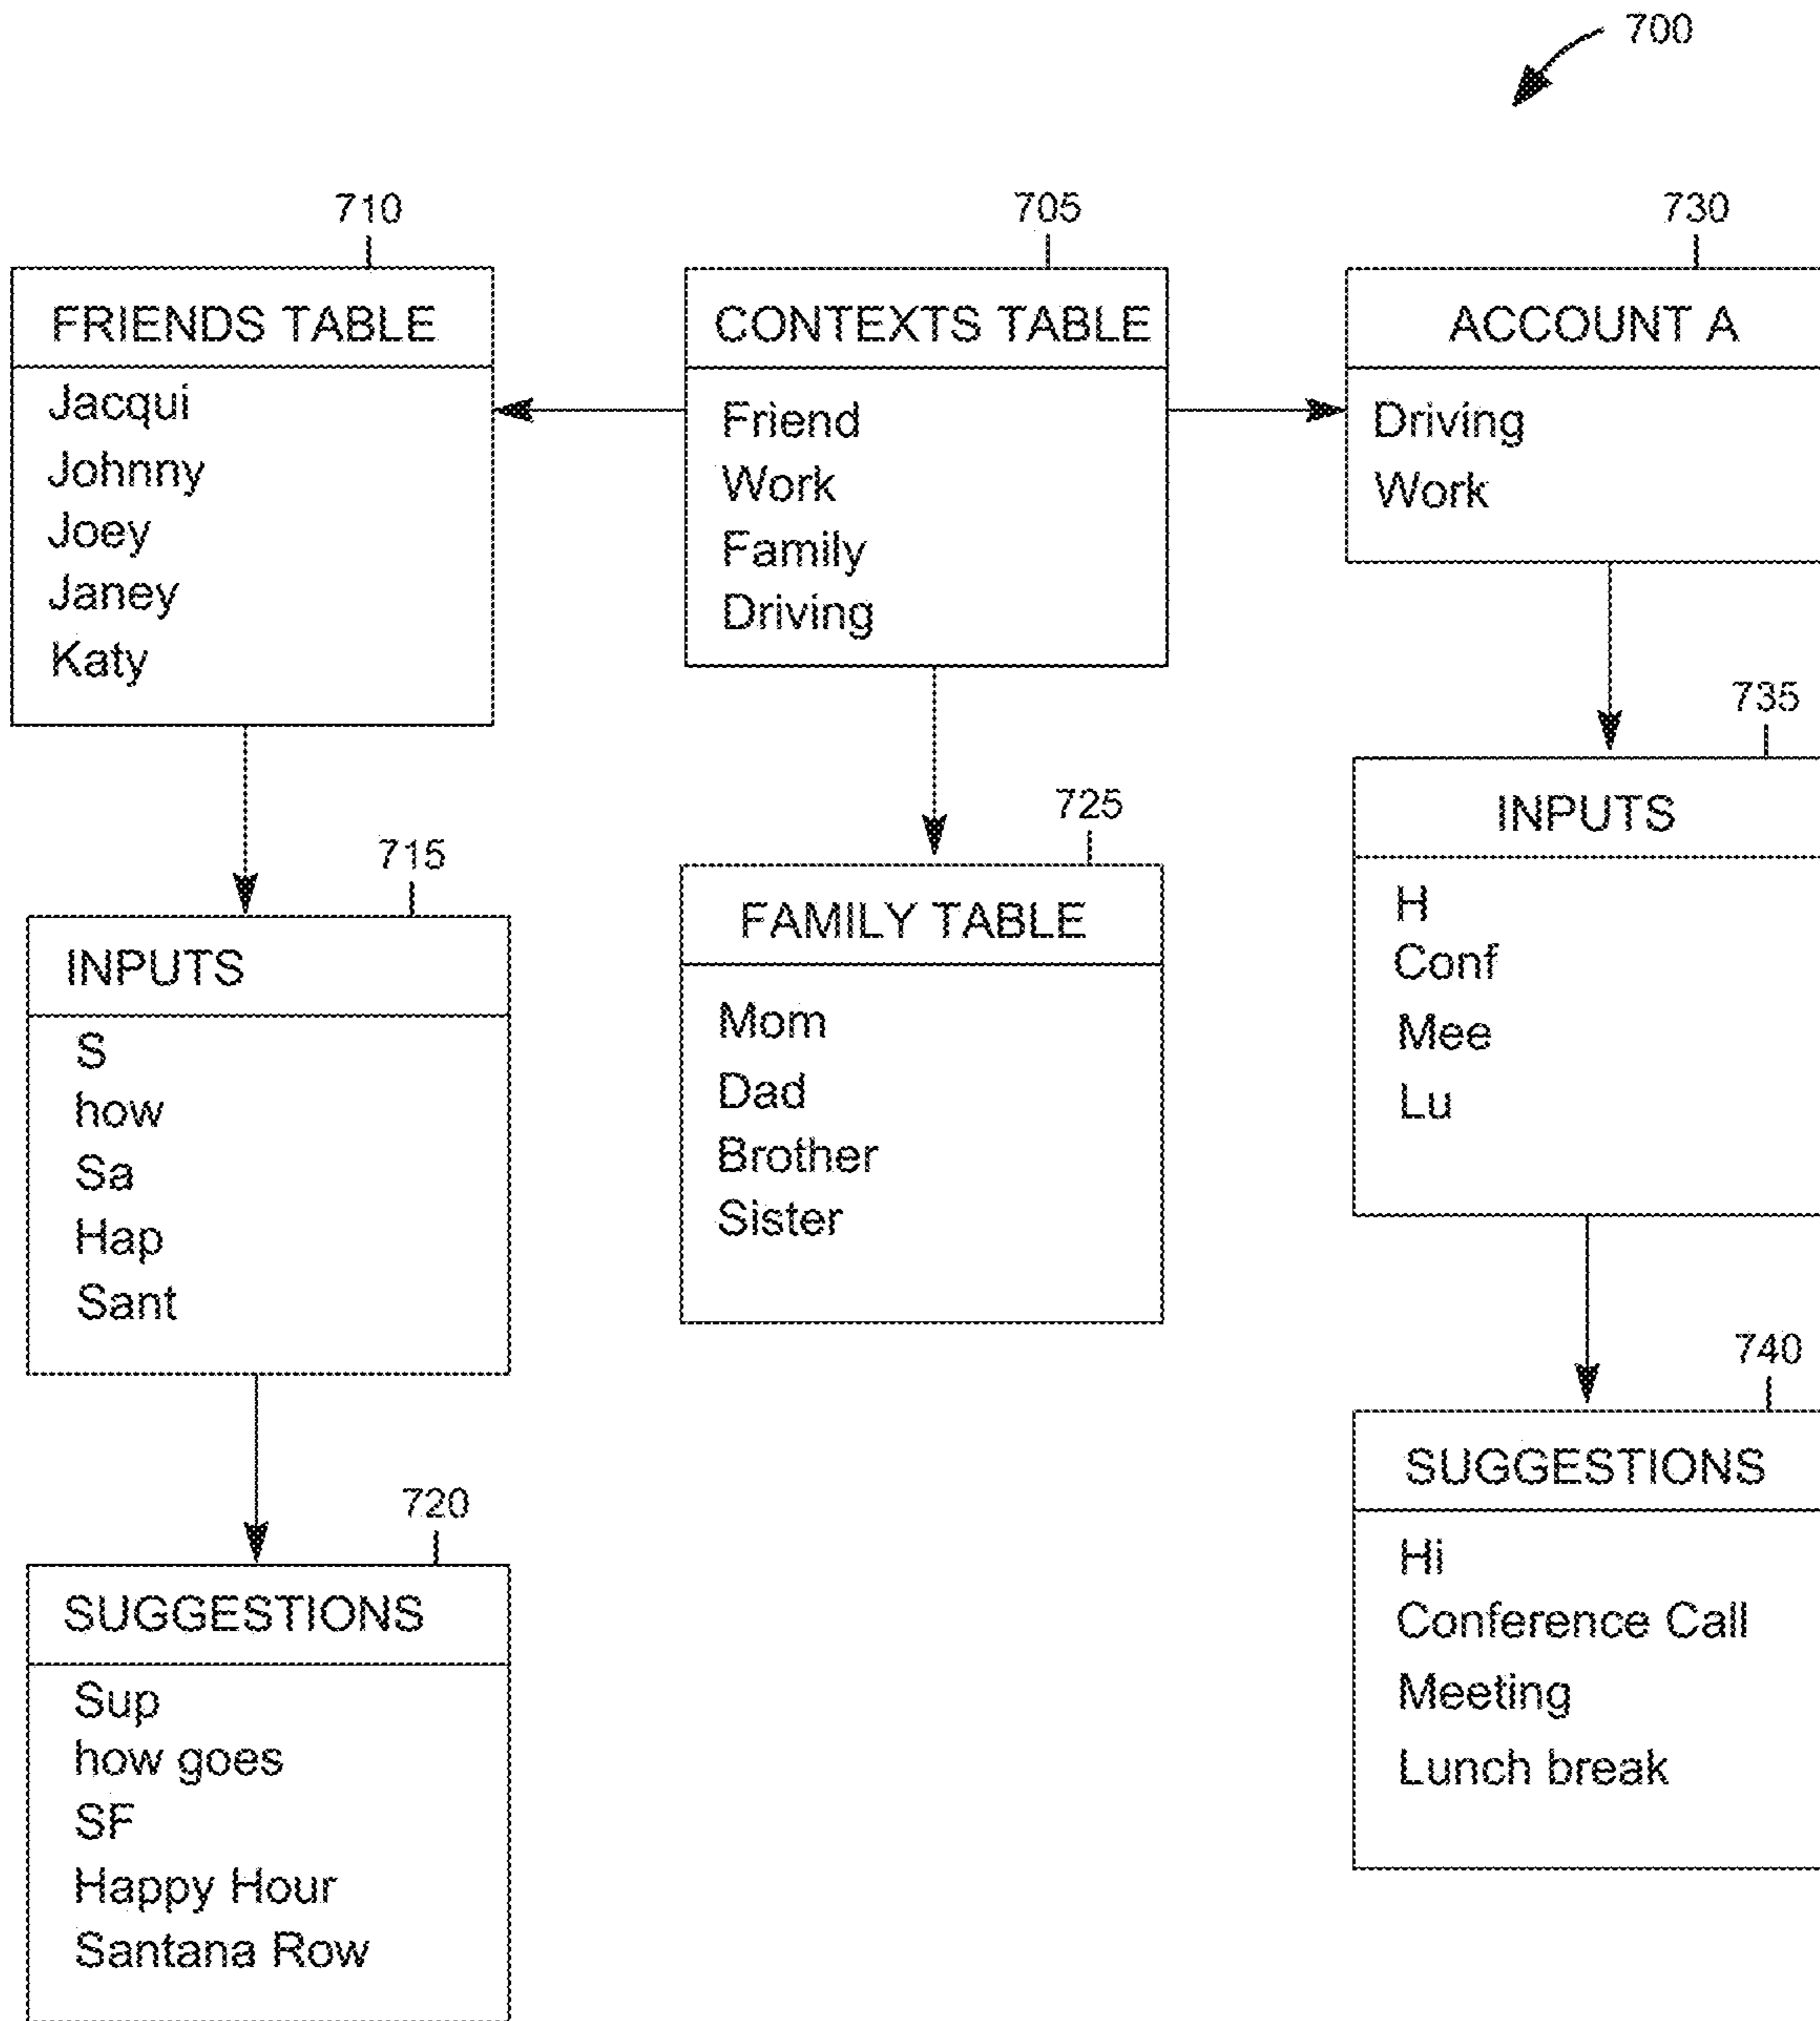 700
710
FRIENDS TABLE
Jacqui
Johnny
Joey
Janey
Katy
705
CONTEXTS TABLE
Friend
Work
Family
Driving
730
ACCOUNT A
Driving
Work
715
INPUTS
S
how
Sa
Hap
Sant
725
FAMILY TABLE
Mom
Dad
Brother
Sister
735
INPUTS
H
Conf
Mee
Lu
720
SUGGESTIONS
Sup
how goes
SF
Happy Hour
Santana Row
740
SUGGESTIONS
Hi
Conference Call
Meeting
Lunch break